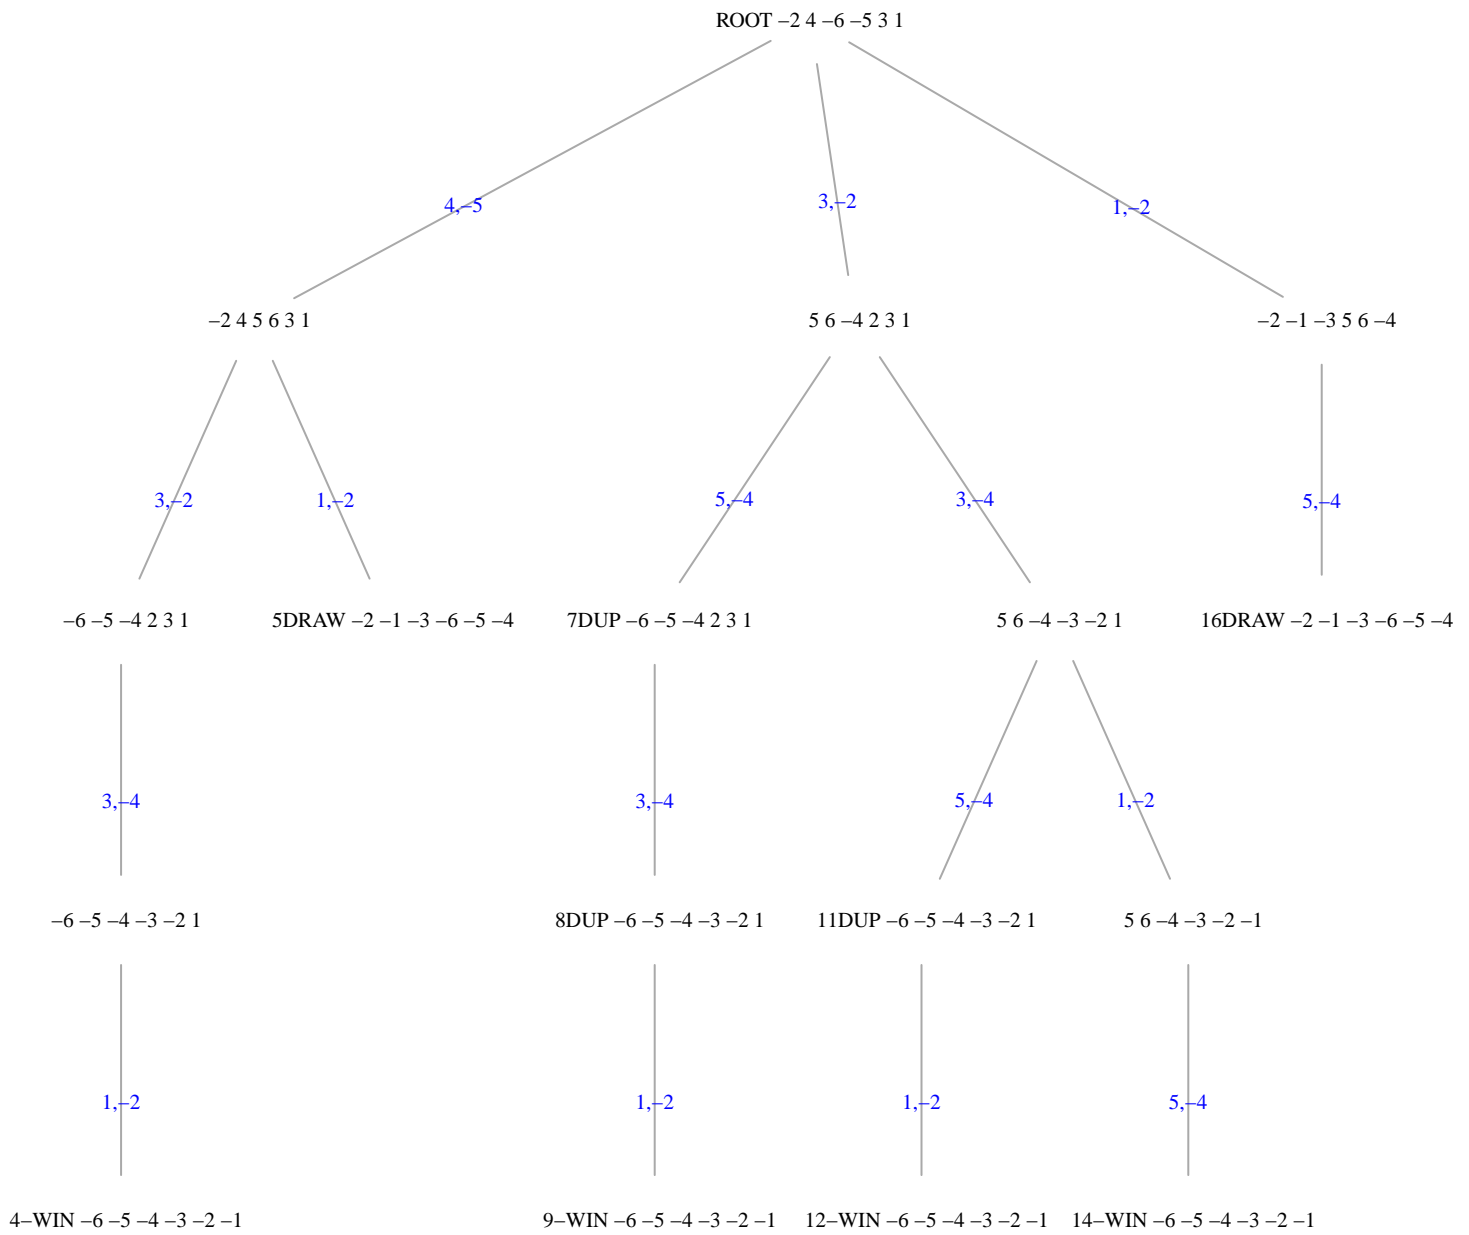 ROOT –2 4 –6 –5 3 1
4,–5
3,–2
1,–2
–2 4 5 6 3 1
5 6 –4 2 3 1
–2 –1 –3 5 6 –4
3,–2
1,–2
5,–4
3,–4
5,–4
–6 –5 –4 2 3 1
5DRAW –2 –1 –3 –6 –5 –4
7DUP –6 –5 –4 2 3 1
5 6 –4 –3 –2 1
16DRAW –2 –1 –3 –6 –5 –4
3,–4
3,–4
5,–4
1,–2
–6 –5 –4 –3 –2 1
8DUP –6 –5 –4 –3 –2 1
11DUP –6 –5 –4 –3 –2 1
5 6 –4 –3 –2 –1
1,–2
1,–2
1,–2
5,–4
4–WIN –6 –5 –4 –3 –2 –1
9–WIN –6 –5 –4 –3 –2 –1
12–WIN –6 –5 –4 –3 –2 –1
14–WIN –6 –5 –4 –3 –2 –1